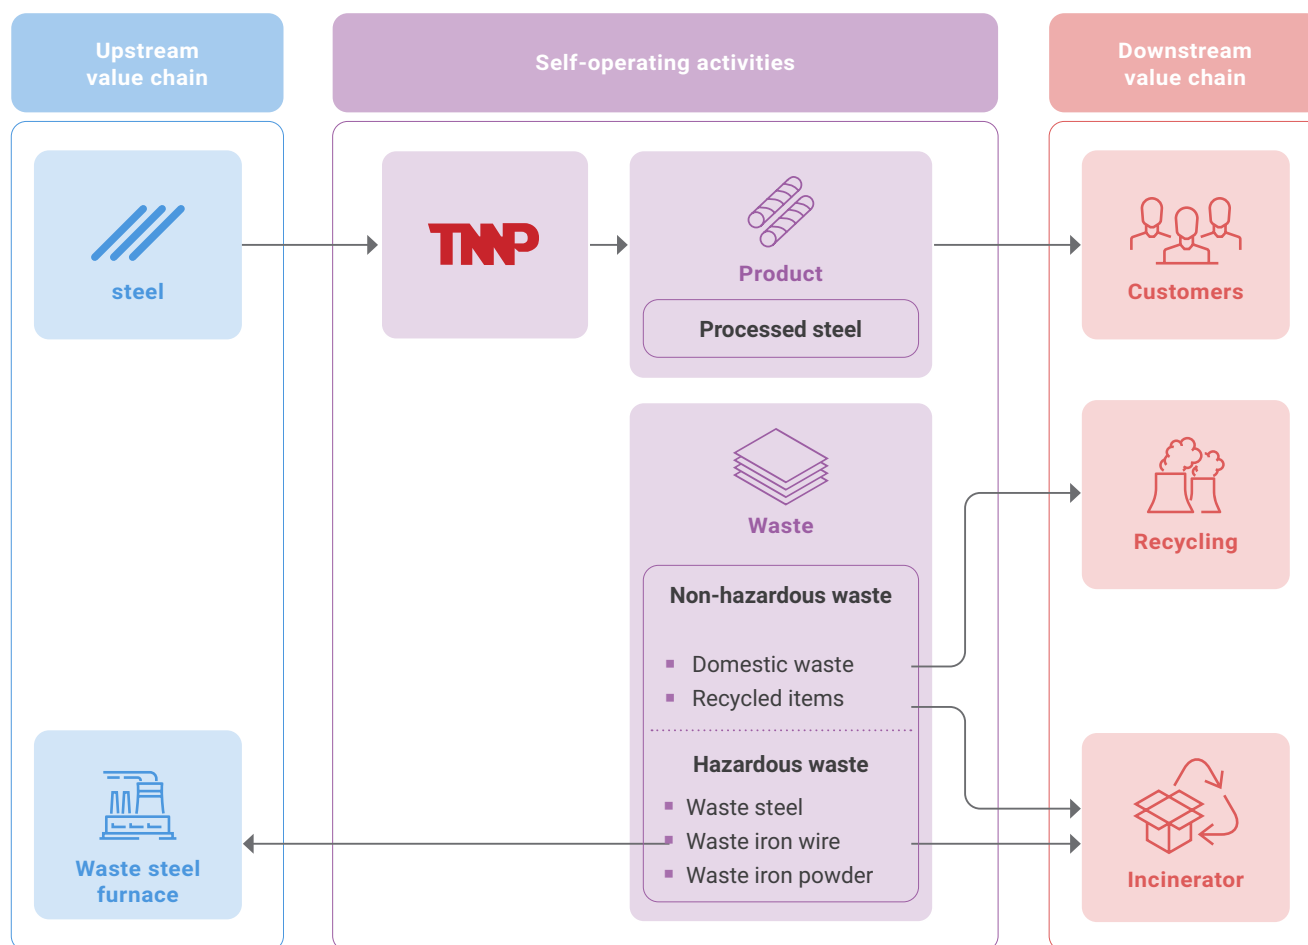 Upstream
value chain
Self-operating activities
Downstream
value chain
steel
TNNP
Product
Processed steel
Customers
Waste
Non-hazardous waste
Domestic waste
Recycled items
Recycling
Hazardous waste
Waste steel
Waste iron wire
Waste iron powder
Waste steel
furnace
Incinerator